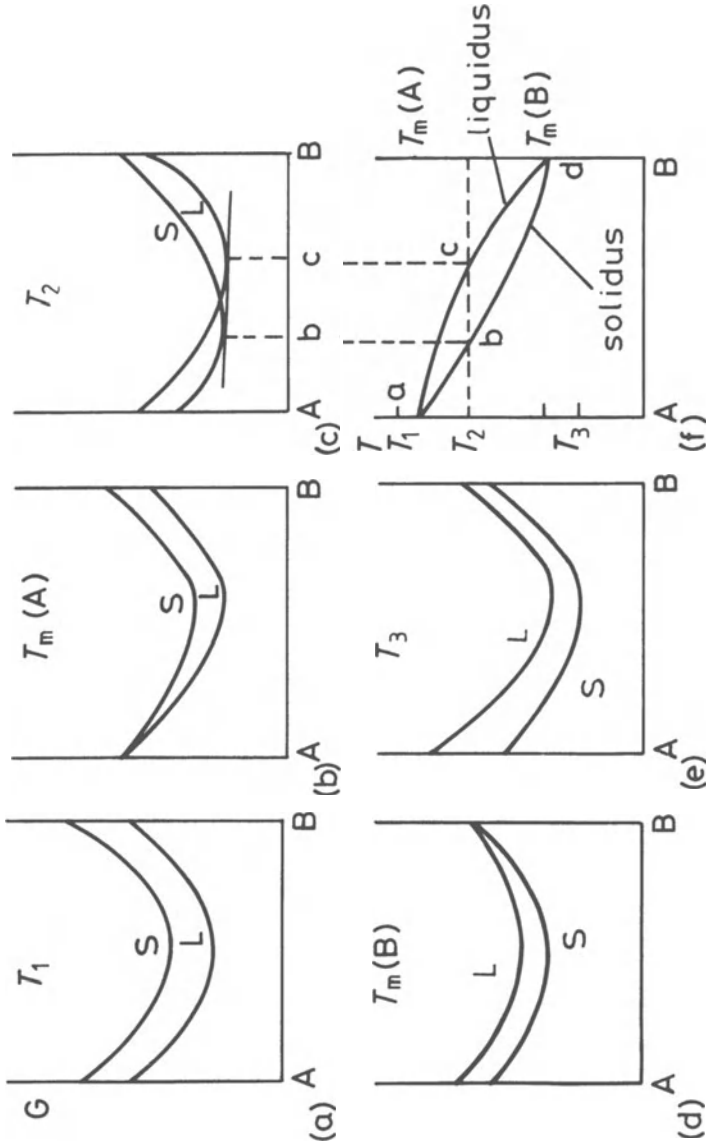 G
T₁
S
L
A B
(a)
Tₘ(A)
S
L
A B
(b)
T₂
S
L
A b c B
(c)
Tₘ(B)
L
S
A B
(d)
T₃
L
S
A B
(e)
T
T₁ a Tₘ(A)
liquidus
T₂ b c
Tₘ(B)
d
solidus
T₃
A B
(f)